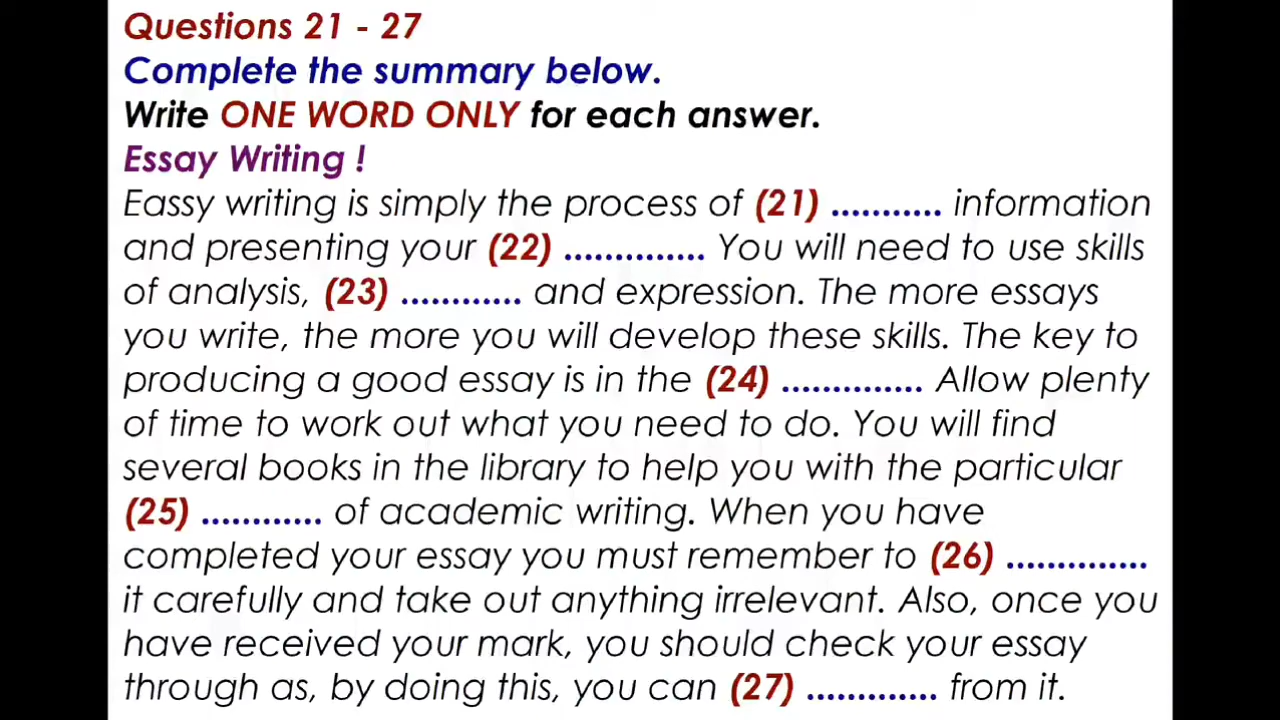 Questions 21 - 27
Complete the summary below.
Write ONE WORD ONLY for each answer.
Essay Writing !
Eassy writing is simply the process of (21) ........... information
and presenting your (22) .............. You will need to use skills
of analysis, (23) ............ and expression. The more essays
you write, the more you will develop these skills. The key to
producing a good essay is in the (24) .............. Allow plenty
of time to work out what you need to do. You will find
several books in the library to help you with the particular
(25) ............ of academic writing. When you have
completed your essay you must remember to (26) ..............
it carefully and take out anything irrelevant. Also, once you
have received your mark, you should check your essay
through as, by doing this, you can (27) ............. from it.